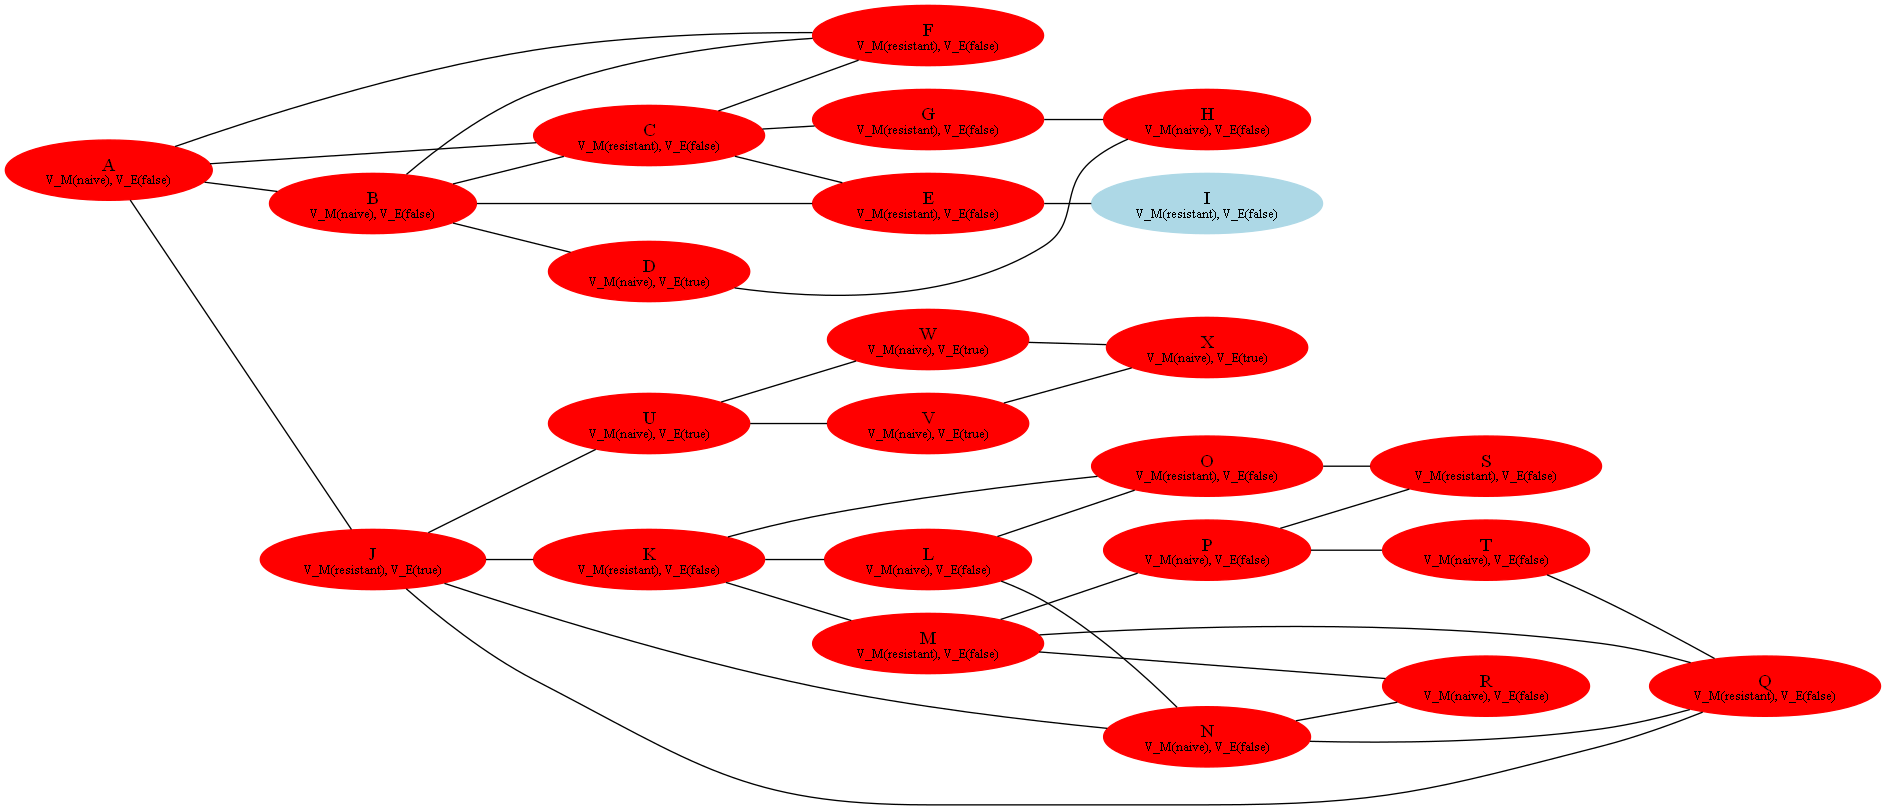 F
V_M(resistant), V_E(false)
C
V_M(resistant), V_E(false)
G
V_M(resistant), V_E(false)
H
V_M(naive), V_E(false)
A
V_M(naive), V_E(false)
B
V_M(naive), V_E(false)
E
V_M(resistant), V_E(false)
I
V_M(resistant), V_E(false)
D
V_M(naive), V_E(true)
W
V_M(naive), V_E(true)
X
V_M(naive), V_E(true)
U
V_M(naive), V_E(true)
V
V_M(naive), V_E(true)
O
V_M(resistant), V_E(false)
S
V_M(resistant), V_E(false)
J
V_M(resistant), V_E(true)
K
V_M(resistant), V_E(false)
L
V_M(naive), V_E(false)
P
V_M(naive), V_E(false)
T
V_M(naive), V_E(false)
M
V_M(resistant), V_E(false)
R
V_M(naive), V_E(false)
Q
V_M(resistant), V_E(false)
N
V_M(naive), V_E(false)